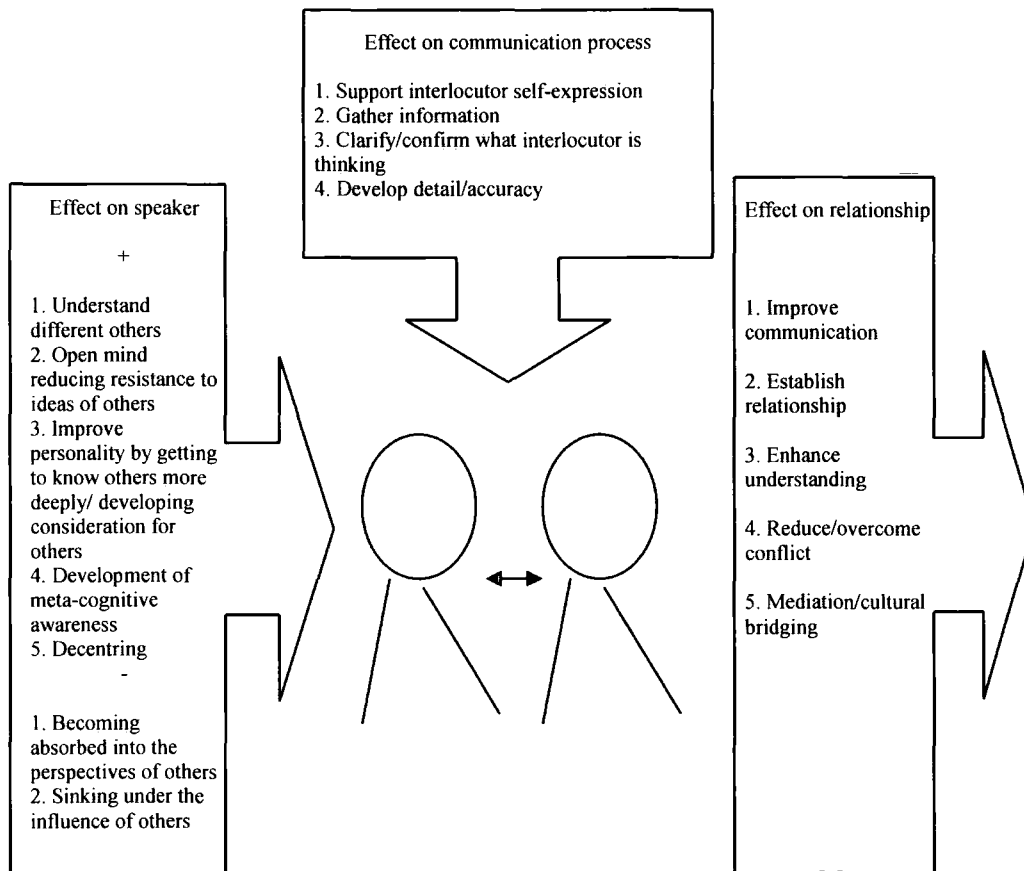 Effect on communication process
1. Support interlocutor self-expression
2. Gather information
3. Clarify/confirm what interlocutor is
thinking
4. Develop detail/accuracy
Effect on speaker
+
1. Understand
different others
2. Open mind
reducing resistance to
ideas of others
3. Improve
personality by getting
to know others more
deeply/ developing
consideration for
others
4. Development of
meta-cognitive
awareness
5. Decentring
-
1. Becoming
absorbed into the
perspectives of others
2. Sinking under the
influence of others
Effect on relationship
1. Improve
communication
2. Establish
relationship
3. Enhance
understanding
4. Reduce/overcome
conflict
5. Mediation/cultural
bridging